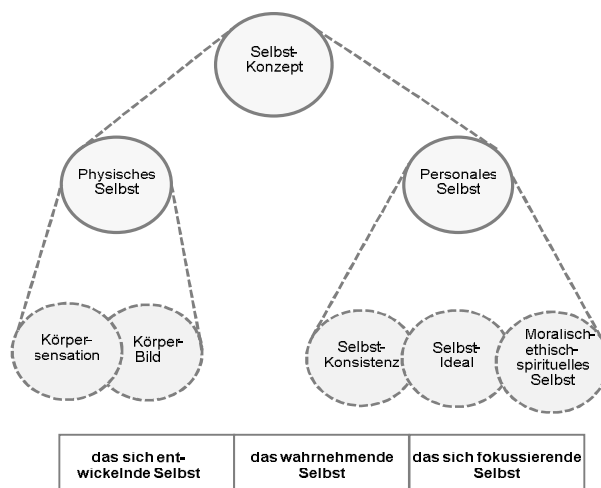 Selbst-
Konzept
Physisches
Selbst
Personales
Selbst
Körper-
sensation
Körper-
Bild
Selbst-
Konsistenz
Selbst-
Ideal
Moralisch-
ethisch-
spirituelles
Selbst
das sich ent-
wickelnde Selbst
das wahrnehmende
Selbst
das sich fokussierende
Selbst